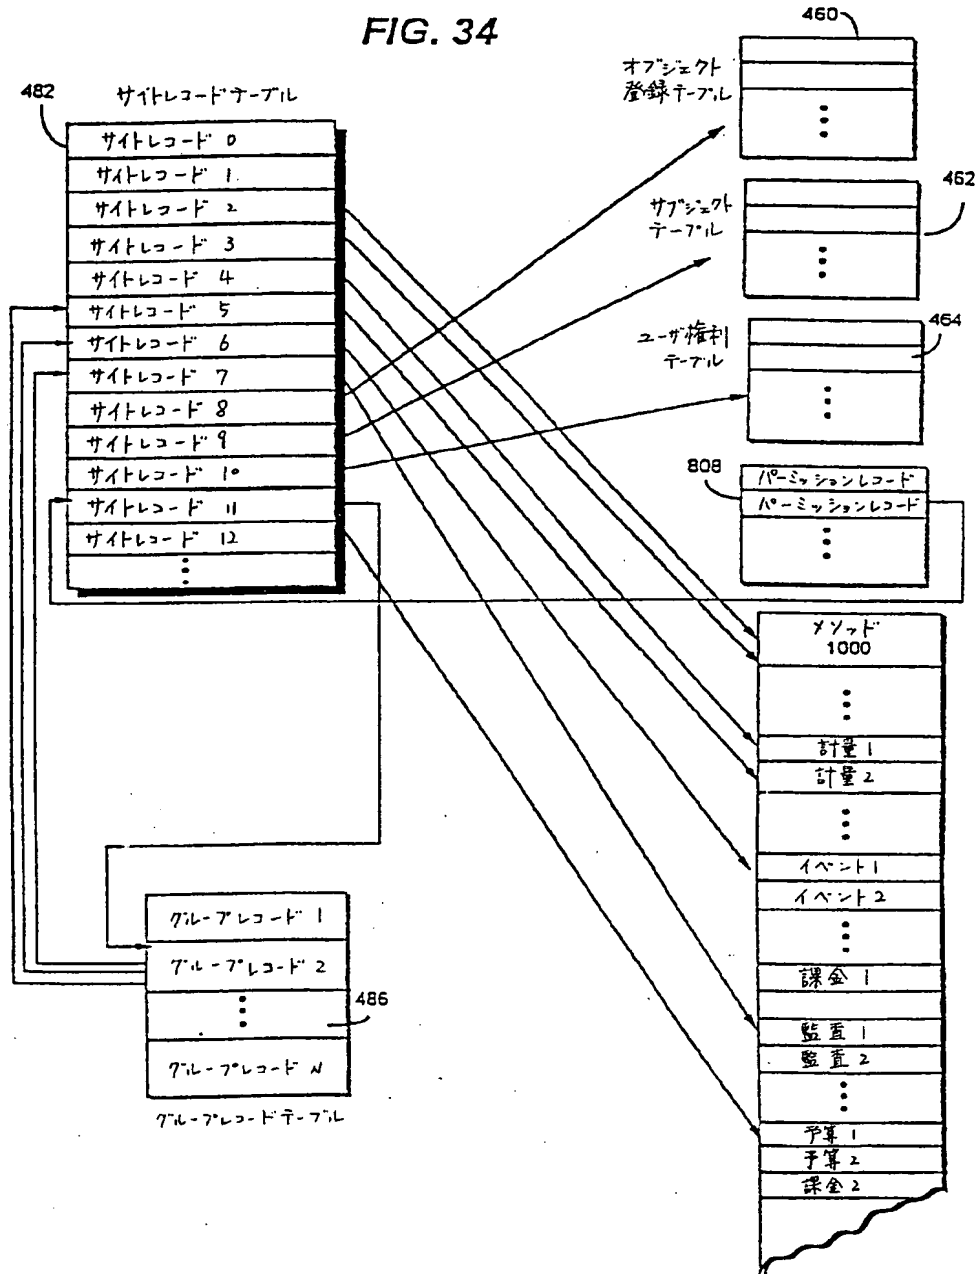 FIG. 34
482
サイトレコードテーブル
サイトレコード 0
サイトレコード 1
サイトレコード 2
サイトレコード 3
サイトレコード 4
サイトレコード 5
サイトレコード 6
サイトレコード 7
サイトレコード 8
サイトレコード 9
サイトレコード 10
サイトレコード 11
サイトレコード 12
460
オブジェクト
登録テーブル
462
サブジェクト
テーブル
464
ユーザ権利
テーブル
808
パーミッションレコード
パーミッションレコード
メソッド
1000
計量 1
計量 2
イベント 1
イベント 2
課金 1
監査 1
監査 2
予算 1
予算 2
課金 2
グループレコード 1
グループレコード 2
486
グループレコード N
グループレコードテーブル